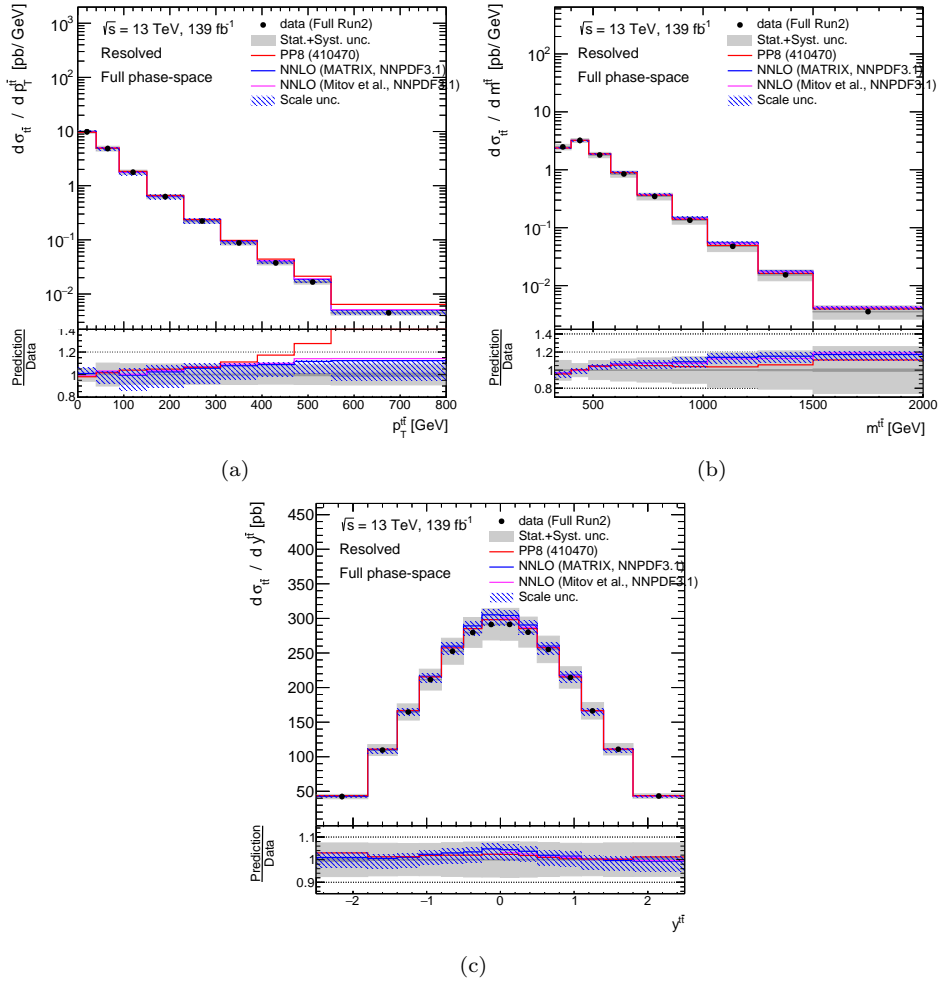 dσ_tt̄ / d p_T^tt̄ [pb/GeV]
10³
10²
10
1
10⁻¹
10⁻²
√s = 13 TeV, 139 fb⁻¹
Resolved
Full phase-space
data (Full Run2)
Stat.+Syst. unc.
PP8 (410470)
NNLO (MATRIX, NNPDF3.1)
NNLO (Mitov et al., NNPDF3.1)
Scale unc.
Prediction
Data
1.4
1.2
1
0.8
0 100 200 300 400 500 600 700 800
p_T^tt̄ [GeV]
(a)
dσ_tt̄ / d m^tt̄ [pb/GeV]
10²
10
1
10⁻¹
10⁻²
√s = 13 TeV, 139 fb⁻¹
Resolved
Full phase-space
data (Full Run2)
Stat.+Syst. unc.
PP8 (410470)
NNLO (MATRIX, NNPDF3.1)
NNLO (Mitov et al., NNPDF3.1)
Scale unc.
Prediction
Data
1.4
1.2
1
0.8
500 1000 1500 2000
m^tt̄ [GeV]
(b)
dσ_tt̄ / d y^tt̄ [pb]
450
400
350
300
250
200
150
100
50
√s = 13 TeV, 139 fb⁻¹
Resolved
Full phase-space
data (Full Run2)
Stat.+Syst. unc.
PP8 (410470)
NNLO (MATRIX, NNPDF3.1)
NNLO (Mitov et al., NNPDF3.1)
Scale unc.
Prediction
Data
1.1
1
0.9
−2 −1 0 1 2
y^tt̄
(c)